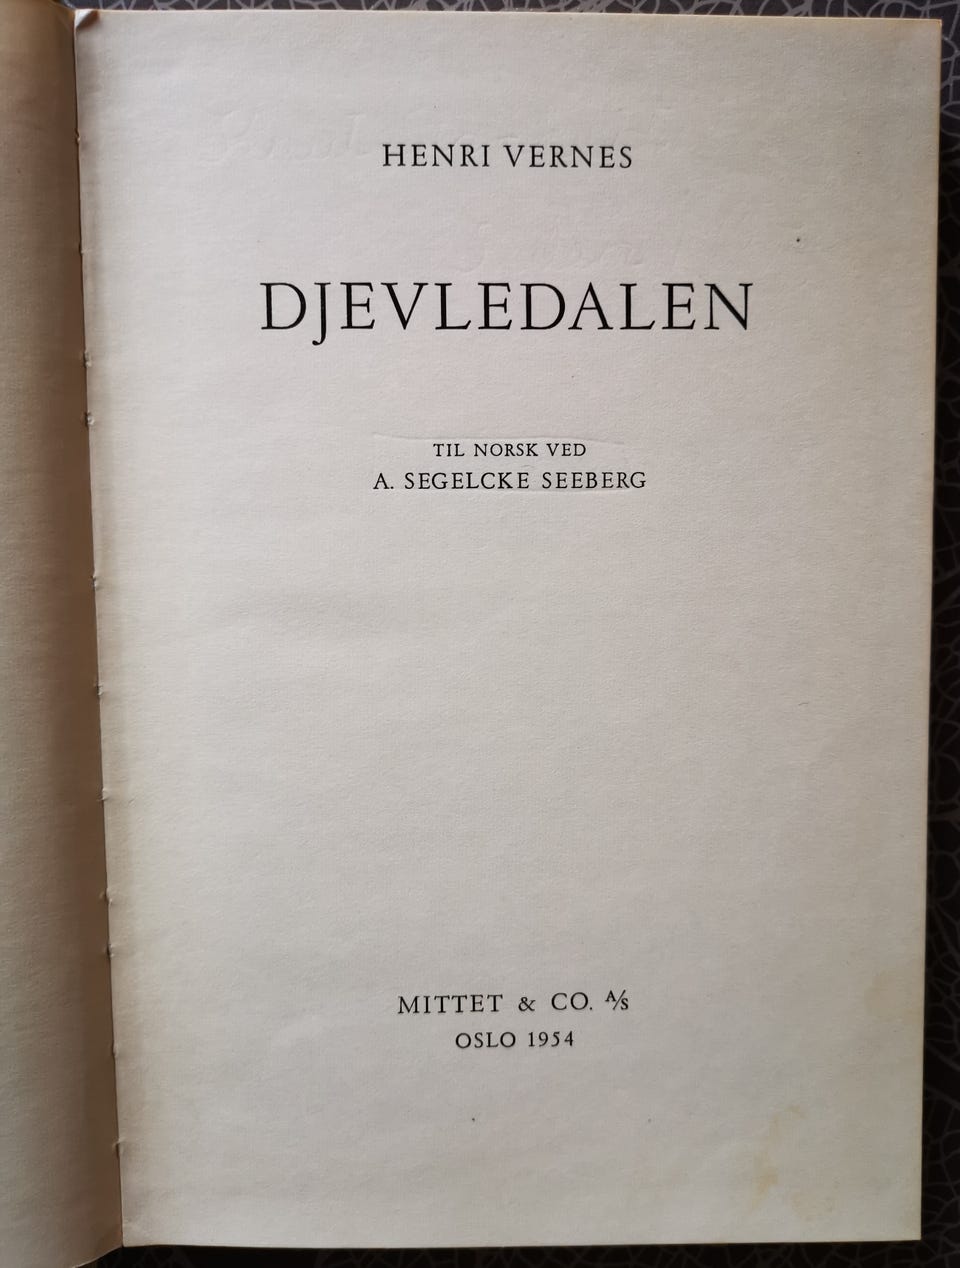 HENRI VERNES
DJEVLEDALEN
TIL NORSK VED
A. SEGELCKE SEEBERG
MITTET & CO. A/S
OSLO 1954